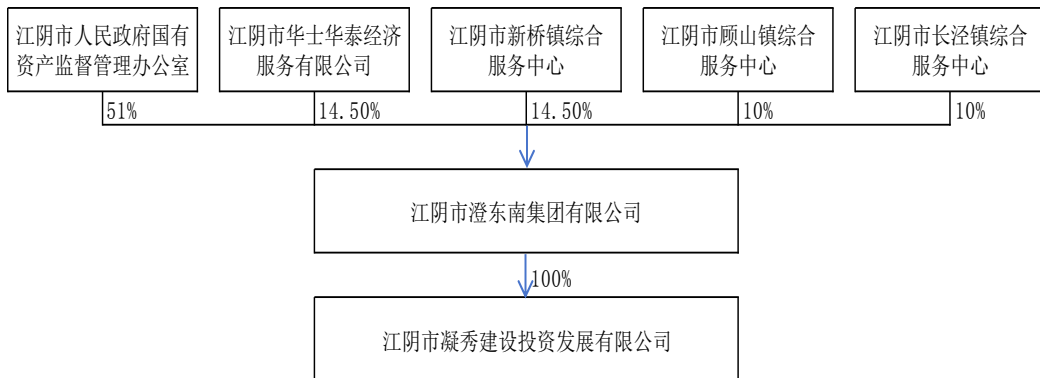 江阴市人民政府国有
资产监督管理办公室
江阴市华士华泰经济
服务有限公司
江阴市新桥镇综合
服务中心
江阴市顾山镇综合
服务中心
江阴市长泾镇综合
服务中心
51%
14.50%
14.50%
10%
10%
江阴市澄东南集团有限公司
100%
江阴市凝秀建设投资发展有限公司